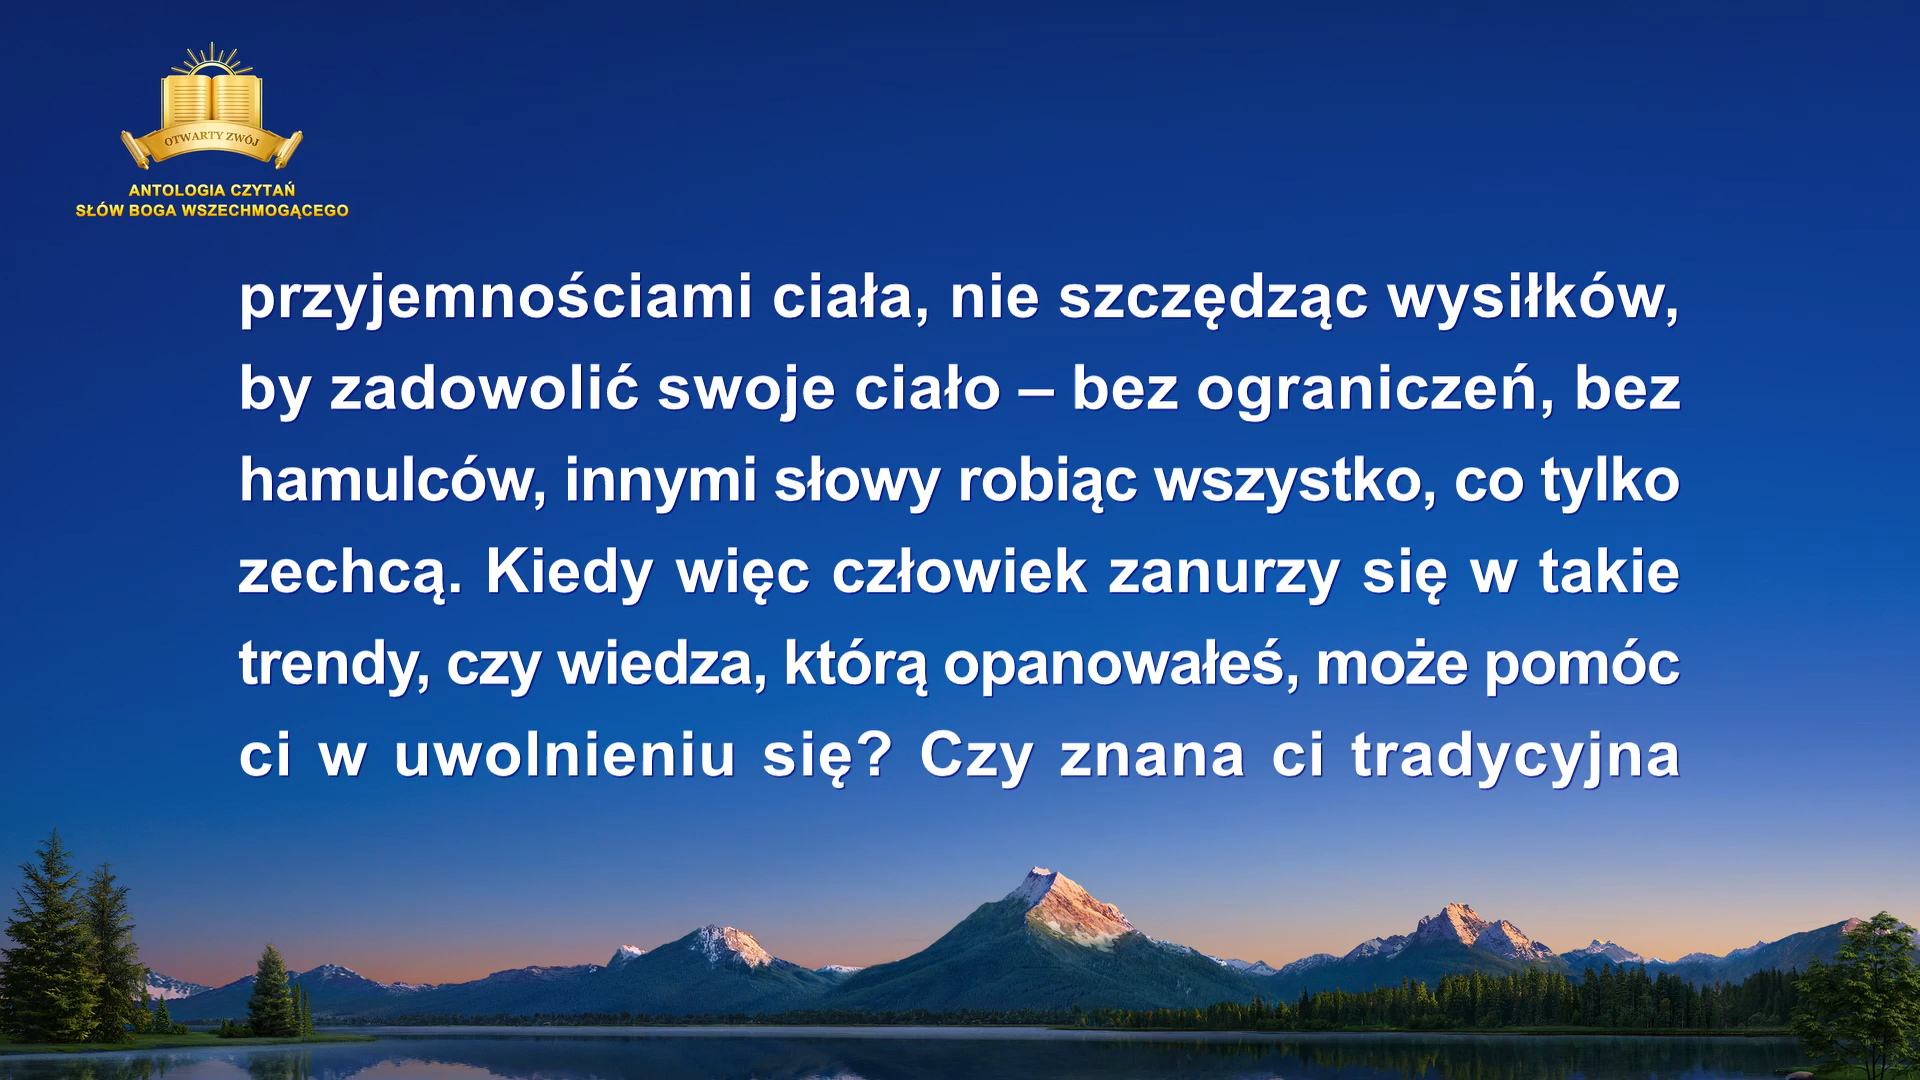 OTWARTY ZWÓJ
ANTOLOGIA CZYTAŃ
SŁÓW BOGA WSZECHMOGĄCEGO
przyjemnościami ciała, nie szczędząc wysiłków,
by zadowolić swoje ciało – bez ograniczeń, bez
hamulców, innymi słowy robiąc wszystko, co tylko
zechcą. Kiedy więc człowiek zanurzy się w takie
trendy, czy wiedza, którą opanowałeś, może pomóc
ci w uwolnieniu się? Czy znana ci tradycyjna